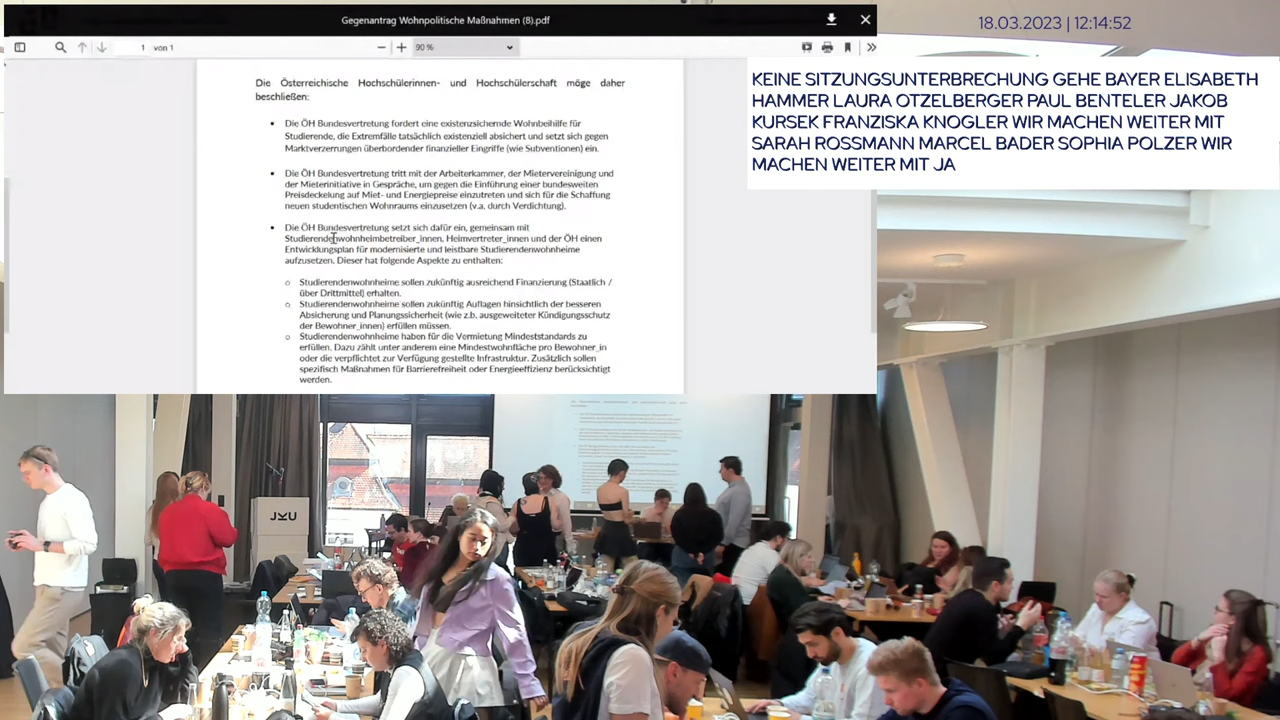 Gegenantrag Wohnpolitische Maßnahmen (8).pdf
1 von 1
90 %
Die Österreichische Hochschülerinnen- und Hochschülerschaft möge daher
beschließen:
• Die ÖH Bundesvertretung fordert eine existenzsichernde Wohnbeihilfe für
Studierende, die Extremfälle tatsächlich existenziell absichert und setzt sich gegen
Marktverzerrungen überbordender finanzieller Eingriffe (wie Subventionen) ein.
• Die ÖH Bundesvertretung tritt mit der Arbeiterkammer, der Mietervereinigung und
der Mieterinitiative in Gespräche, um gegen die Einführung einer bundesweiten
Preisdeckelung auf Miet- und Energiepreise einzutreten und sich für die Schaffung
neuen studentischen Wohnraums einzusetzen (v.a. durch Verdichtung).
• Die ÖH Bundesvertretung setzt sich dafür ein, gemeinsam mit
Studierendenwohnheimbetreiber_innen, Heimvertreter_innen und der ÖH einen
Entwicklungsplan für modernisierte und leistbare Studierendenwohnheime
aufzusetzen. Dieser hat folgende Aspekte zu enthalten:
o Studierendenwohnheime sollen zukünftig ausreichend Finanzierung (Staatlich /
über Drittmittel) erhalten.
o Studierendenwohnheime sollen zukünftig Auflagen hinsichtlich der besseren
Absicherung und Planungssicherheit (wie z.b. ausgeweiteter Kündigungsschutz
der Bewohner_innen) erfüllen müssen.
o Studierendenwohnheime haben für die Vermietung Mindeststandards zu
erfüllen. Dazu zählt unter anderem eine Mindestwohnfläche pro Bewohner_in
oder die verpflichtet zur Verfügung gestellte Infrastruktur. Zusätzlich sollen
spezifisch Maßnahmen für Barrierefreiheit oder Energieeffizienz berücksichtigt
werden.
18.03.2023 | 12:14:52
KEINE SITZUNGSUNTERBRECHUNG GEHE BAYER ELISABETH
HAMMER LAURA OTZELBERGER PAUL BENTELER JAKOB
KURSEK FRANZISKA KNOGLER WIR MACHEN WEITER MIT
SARAH ROSSMANN MARCEL BADER SOPHIA POLZER WIR
MACHEN WEITER MIT JA
JKU